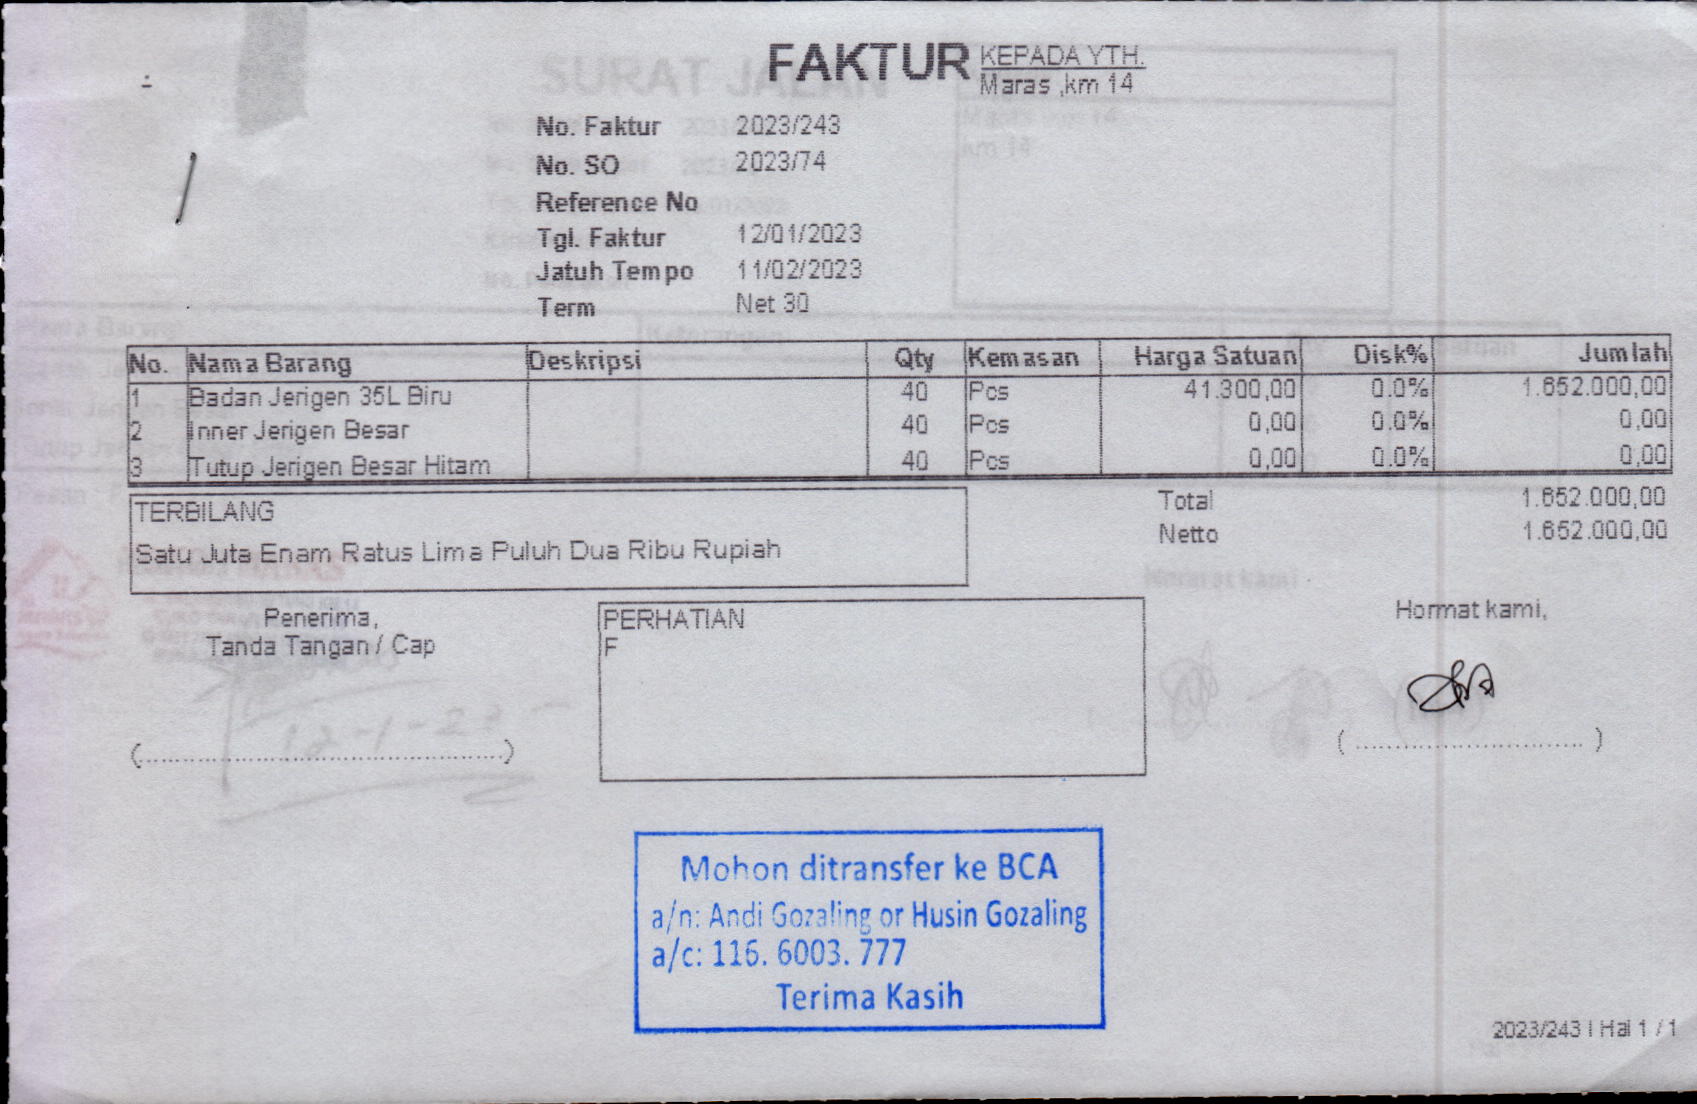 FAKTUR
KEPADA YTH.
Maras ,km 14
No. Faktur 2023/243
No. SO 2023/74
Reference No
Tgl. Faktur 12/01/2023
Jatuh Tempo 11/02/2023
Term Net 30
No. Nama Barang Deskripsi Qty Kemasan Harga Satuan Disk% Jumlah
1 Badan Jerigen 35L Biru 40 Pcs 41.300,00 0.0% 1.652.000,00
2 Inner Jerigen Besar 40 Pcs 0,00 0.0% 0,00
3 Tutup Jerigen Besar Hitam 40 Pcs 0,00 0.0% 0,00
TERBILANG
Satu Juta Enam Ratus Lima Puluh Dua Ribu Rupiah
Total 1.652.000,00
Netto 1.652.000,00
Penerima,
Tanda Tangan / Cap
(............................................)
PERHATIAN
F
Hormat kami,
( ............................ )
Mohon ditransfer ke BCA
a/n: Andi Gozaling or Husin Gozaling
a/c: 116. 6003. 777
Terima Kasih
2023/243 | Hal 1 / 1
SURAT JALAN
12-1-23